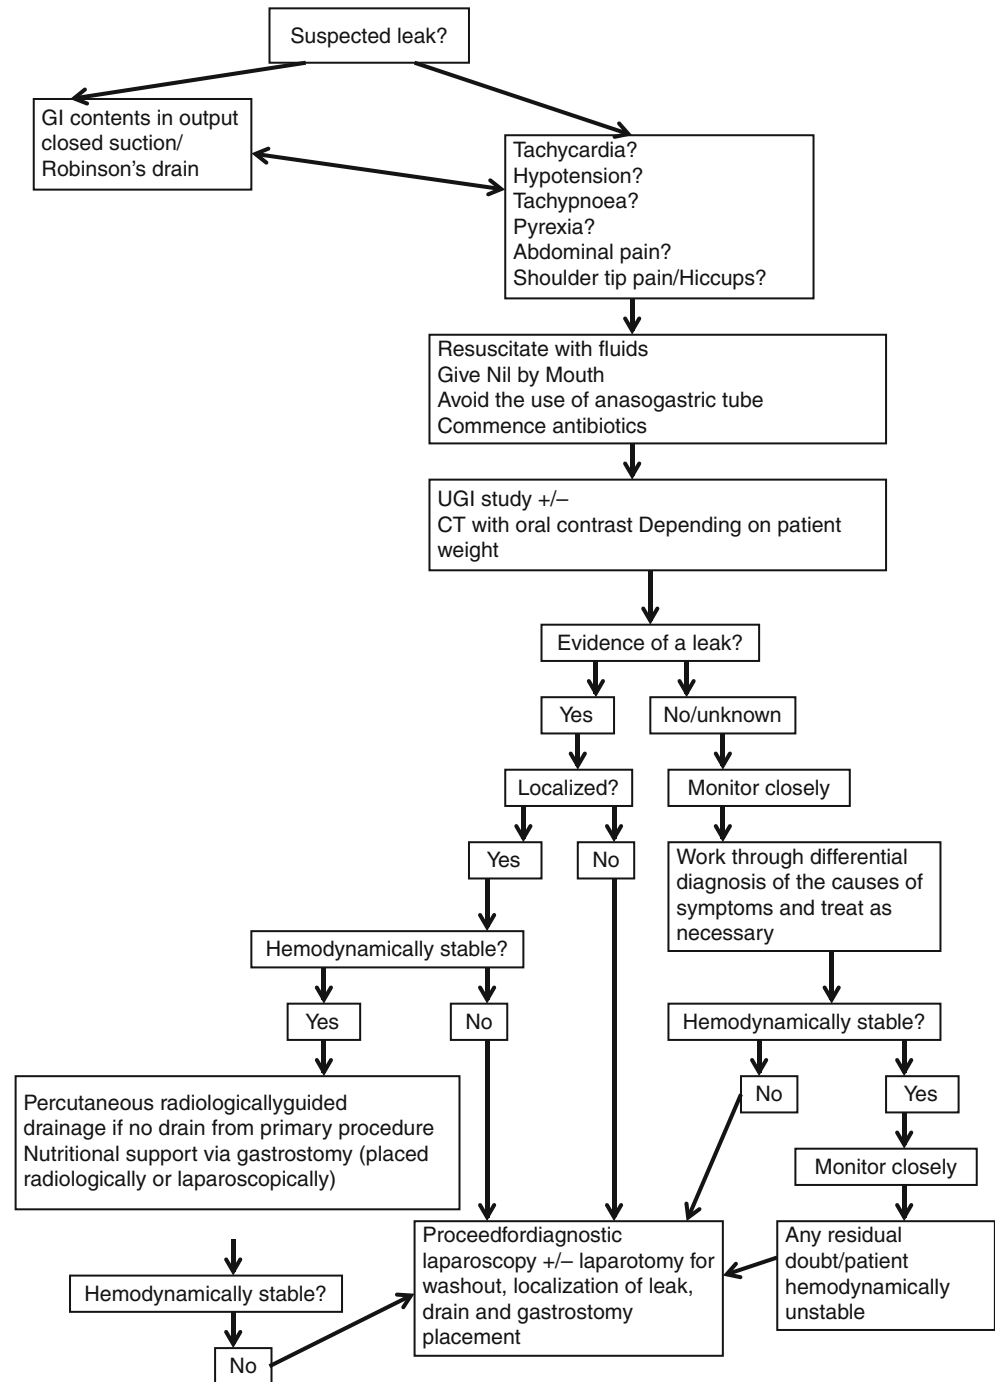 Suspected leak?
GI contents in output
closed suction/
Robinson's drain
Tachycardia?
Hypotension?
Tachypnoea?
Pyrexia?
Abdominal pain?
Shoulder tip pain/Hiccups?
Resuscitate with fluids
Give Nil by Mouth
Avoid the use of anasogastric tube
Commence antibiotics
UGI study +/–
CT with oral contrast Depending on patient
weight
Evidence of a leak?
Yes
No/unknown
Localized?
Monitor closely
Yes
No
Work through differential
diagnosis of the causes of
symptoms and treat as
necessary
Hemodynamically stable?
Yes
No
Hemodynamically stable?
No
Yes
Percutaneous radiologicallyguided
drainage if no drain from primary procedure
Nutritional support via gastrostomy (placed
radiologically or laparoscopically)
Monitor closely
Proceedfordiagnostic
laparoscopy +/– laparotomy for
washout, localization of leak,
drain and gastrostomy
placement
Any residual
doubt/patient
hemodynamically
unstable
Hemodynamically stable?
No